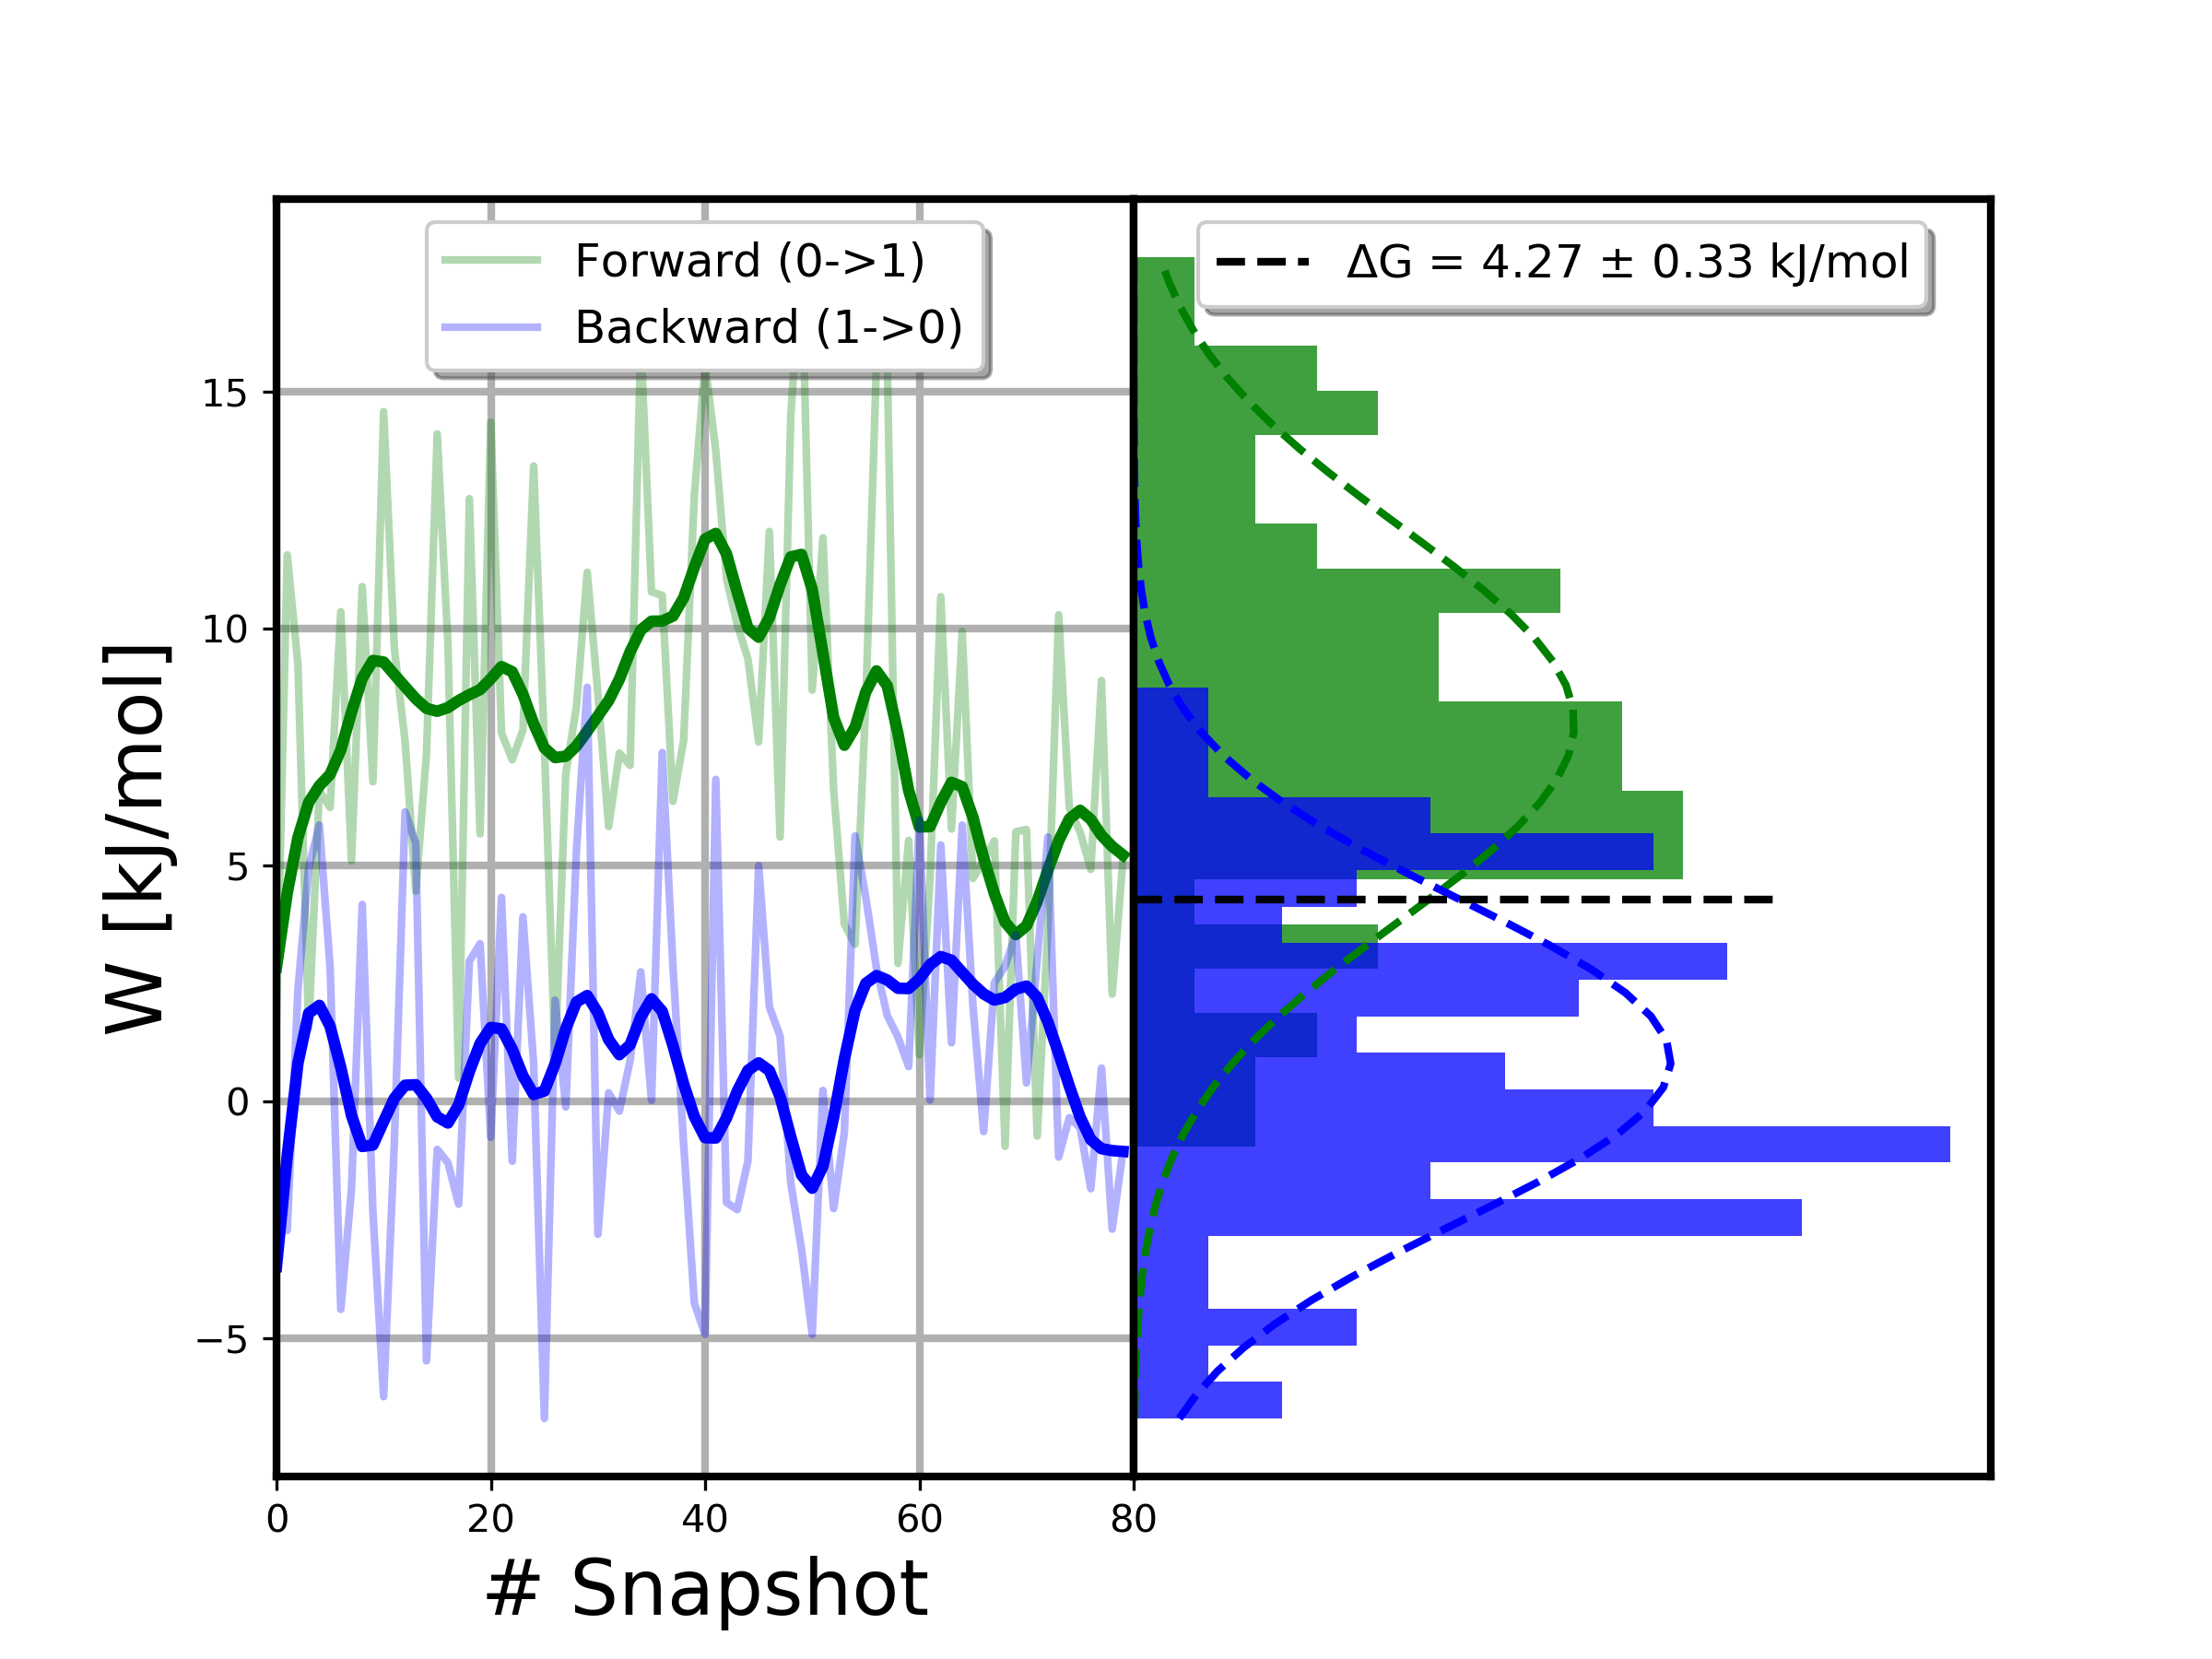 Forward (0->1)
Backward (1->0)
ΔG = 4.27 ± 0.33 kJ/mol
W [kJ/mol]
15
10
5
0
−5
0 20 40 60 80
# Snapshot